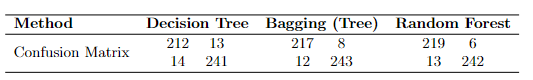 Method Decision Tree Bagging (Tree) Random Forest
212 13 217 8 219 6
Confusion Matrix
14 241 12 243 13 242